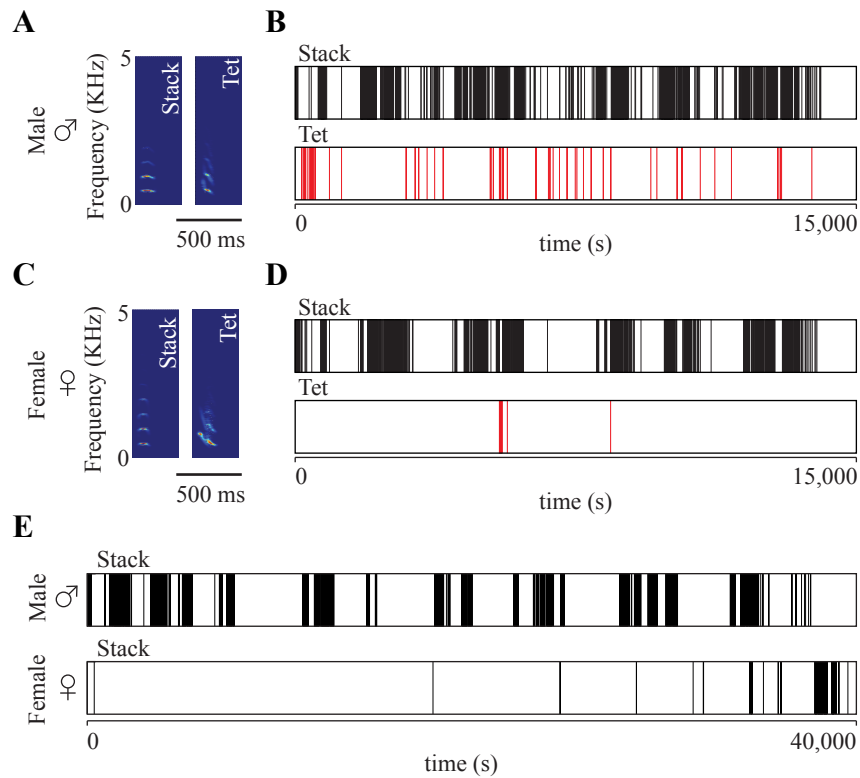 A
B
5
0
Frequency (KHz)
Male ♂
Stack
Tet
500 ms
Stack
Tet
0
15,000
time (s)
C
D
5
0
Frequency (KHz)
Female ♀
Stack
Tet
500 ms
Stack
Tet
0
15,000
time (s)
E
Stack
Male ♂
Stack
Female ♀
0
40,000
time (s)